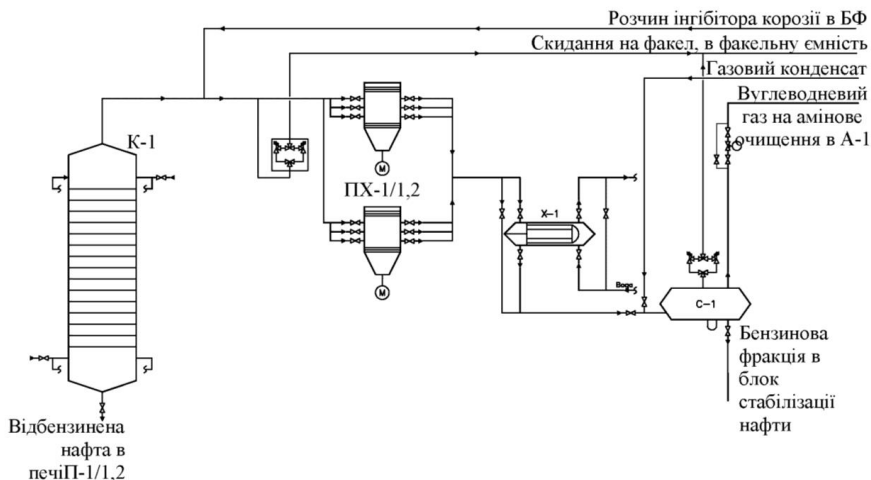 Розчин інгібітора корозії в БФ
Скидання на факел, в факельну ємність
Газовий конденсат
Вуглеводневий
газ на амінове
очищення в А-1
К-1
М
ПХ-1/1,2
М
Х-1
Вода
С-1
Бензинова
фракція в
блок
стабілізації
нафти
Відбензинена
нафта в
печіП-1/1,2